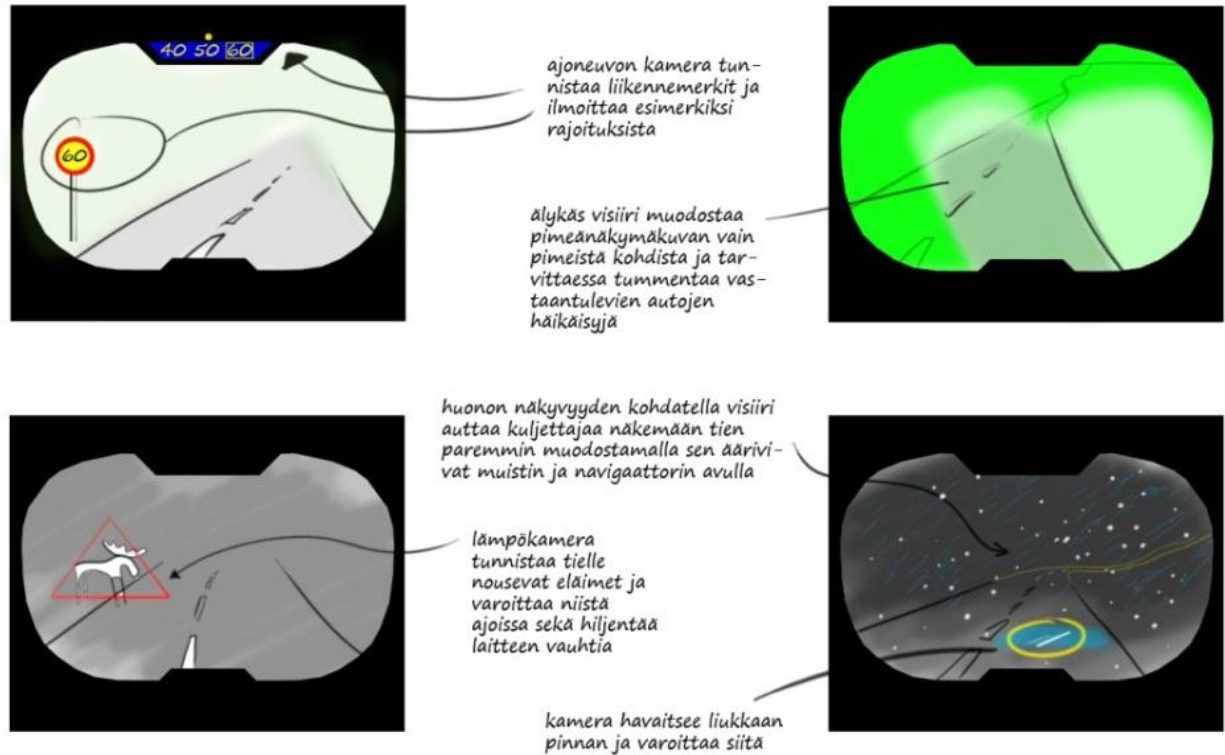 40 50 60
60
ajoneuvon kamera tun-
nistaa liikennemerkit ja
ilmoittaa esimerkiksi
rajoituksista
älykäs visiiri muodostaa
pimeänäkymäkuvan vain
pimeistä kohdista ja tar-
vittaessa tummentaa vas-
taantulevien autojen
häikäisyjä
huonon näkyvyyden kohdatella visiiri
auttaa kuljettajaa näkemään tien
paremmin muodostamalla sen äärivi-
vat muistin ja navigaattorin avulla
lämpökamera
tunnistaa tielle
nousevat eläimet ja
varoittaa niistä
ajoissa sekä hiljentää
laitteen vauhtia
kamera havaitsee liukkaan
pinnan ja varoittaa siitä